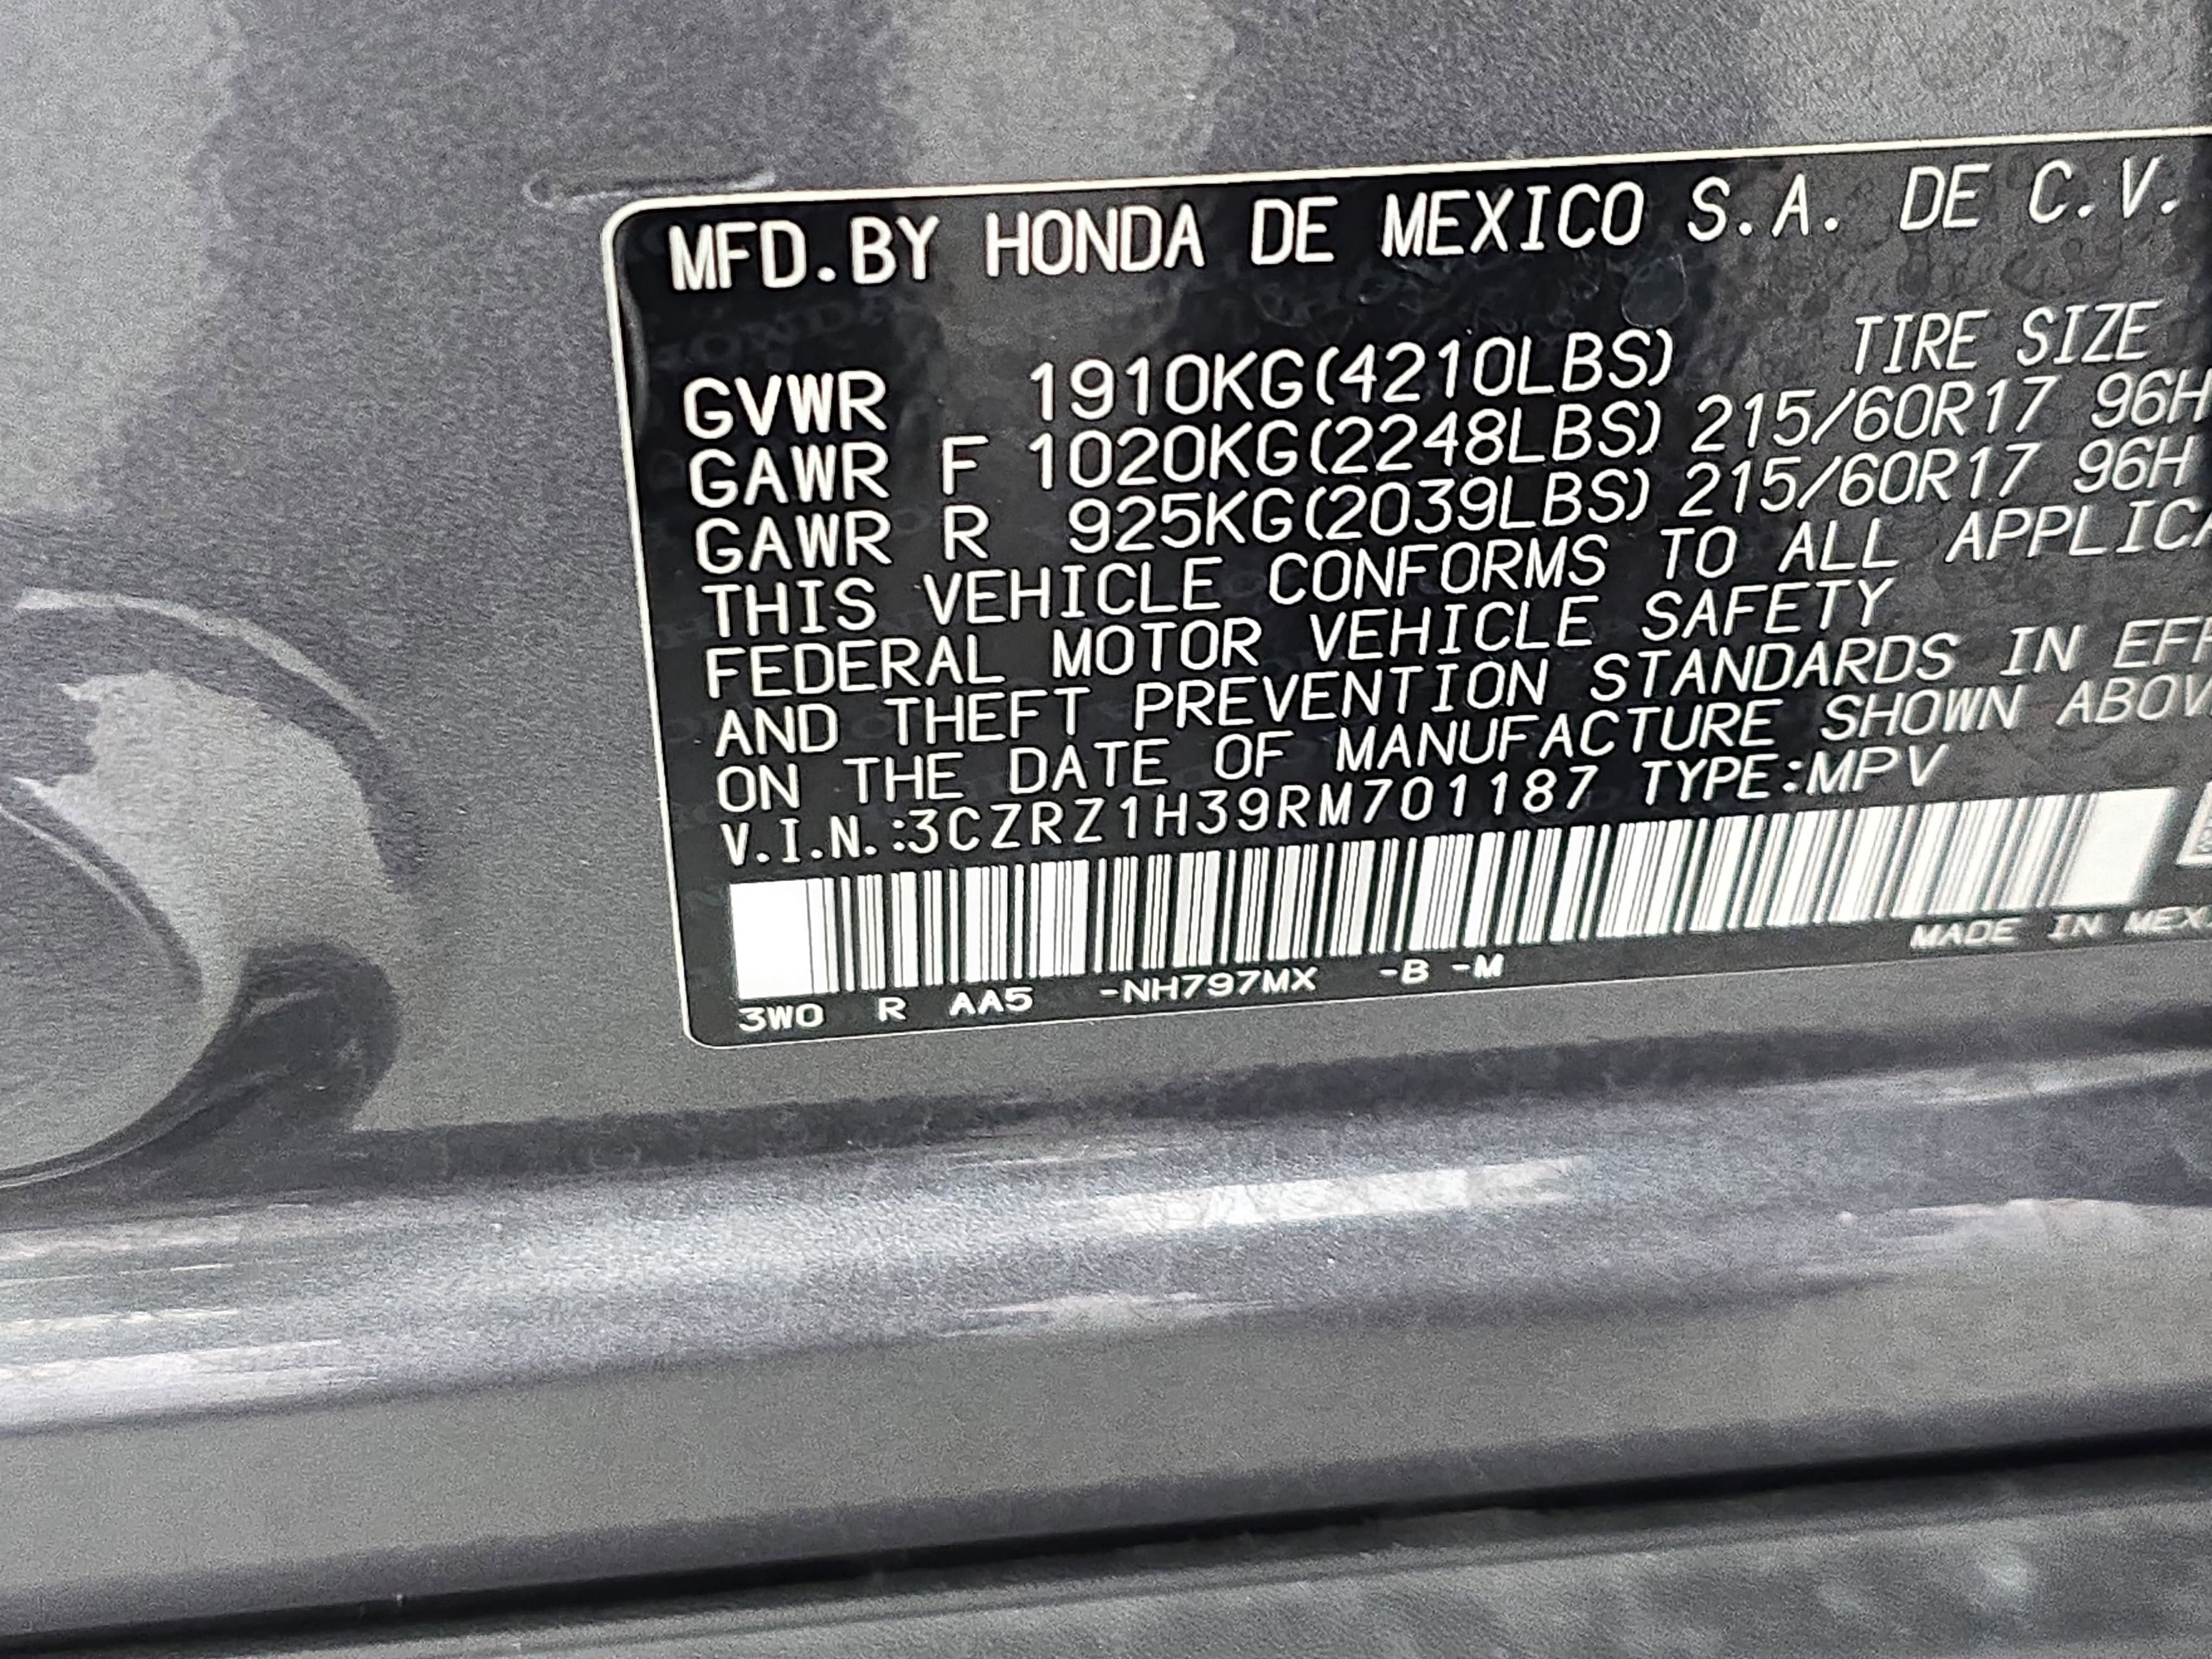 MFD.BY HONDA DE MEXICO S.A. DE C.V.
TIRE SIZE
GVWR 1910KG(4210LBS)
GAWR F 1020KG(2248LBS) 215/60R17 96H
GAWR R 925KG(2039LBS) 215/60R17 96H
THIS VEHICLE CONFORMS TO ALL APPLICA
FEDERAL MOTOR VEHICLE SAFETY
AND THEFT PREVENTION STANDARDS IN EFF
ON THE DATE OF MANUFACTURE SHOWN ABOV
V.I.N.:3CZRZ1H39RM701187 TYPE:MPV
MADE IN MEX
3W0 R AA5 -NH797MX -B -M